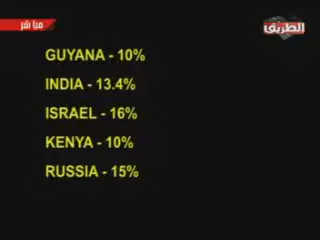 مباشر
الطريق
GUYANA - 10%
INDIA - 13.4%
ISRAEL - 16%
KENYA - 10%
RUSSIA - 15%